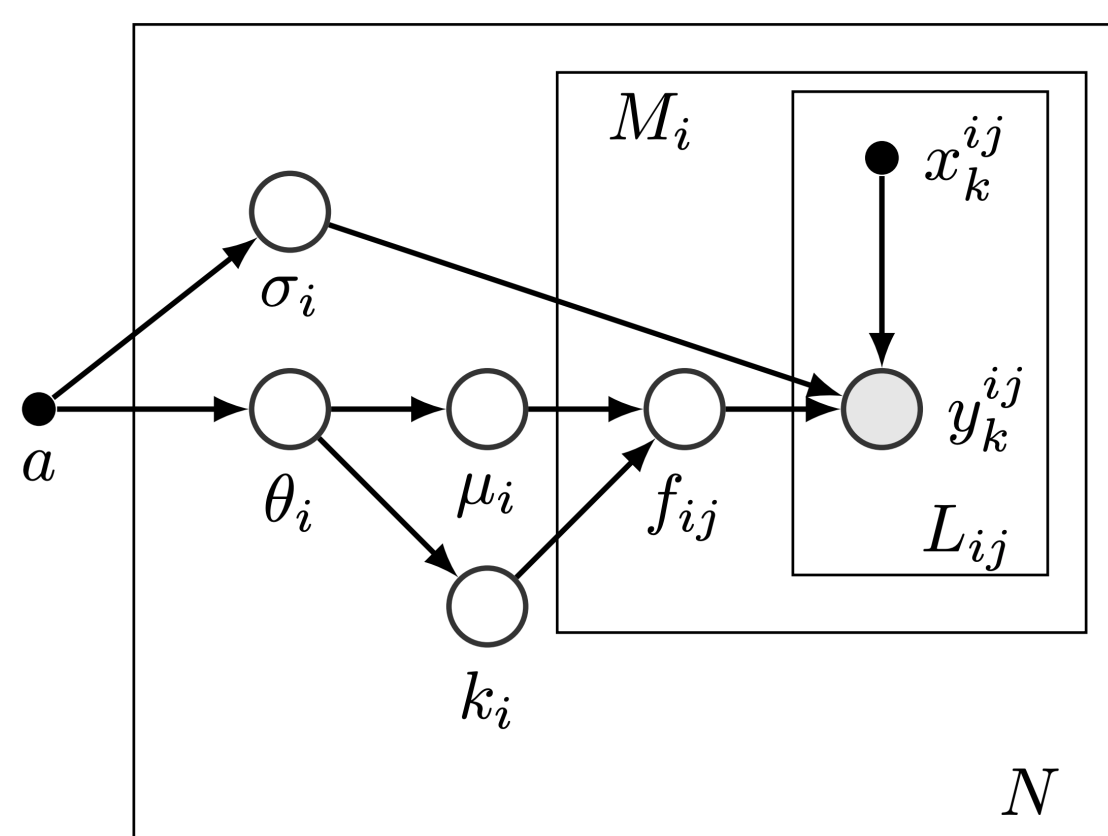 M_i
x_k^{ij}
σ_i
a
θ_i
μ_i
f_{ij}
y_k^{ij}
L_{ij}
k_i
N